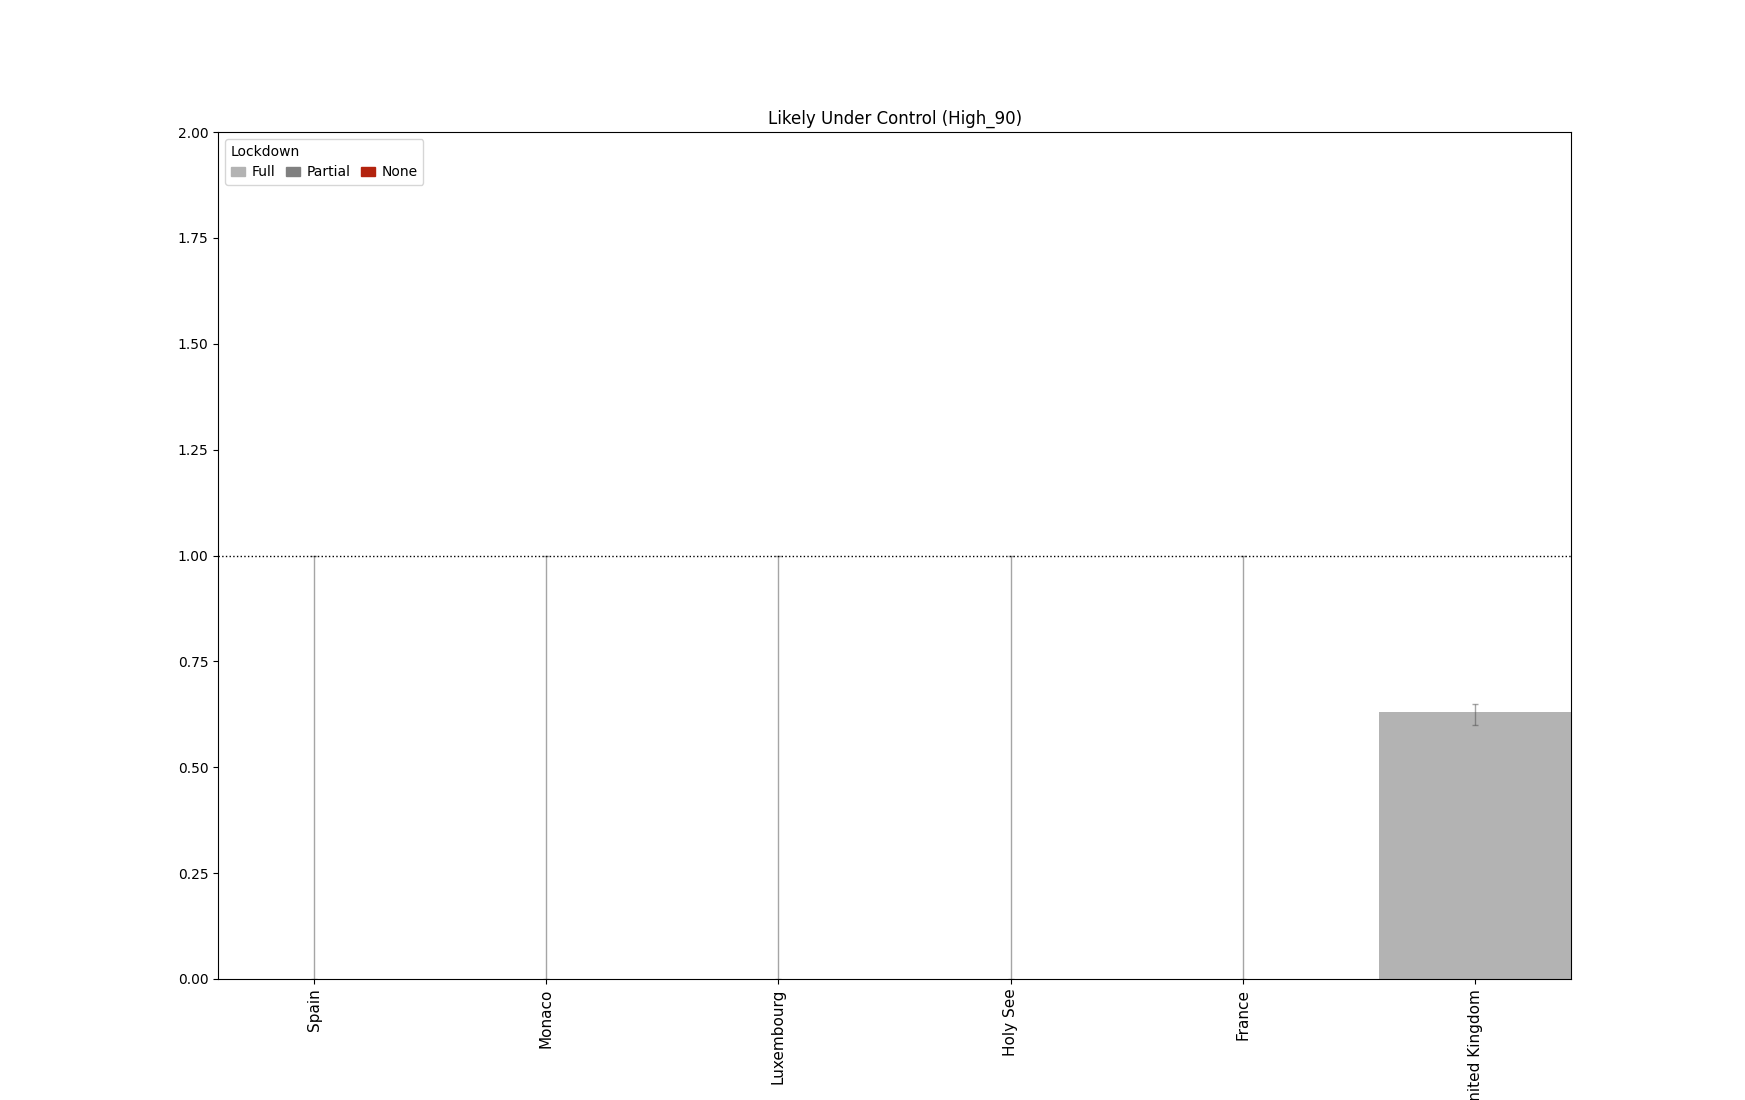 Likely Under Control (High_90)
2.00
Lockdown
Full Partial None
1.75
1.50
1.25
1.00
0.75
0.50
0.25
0.00
Spain
Monaco
Luxembourg
Holy See
France
nited Kingdom